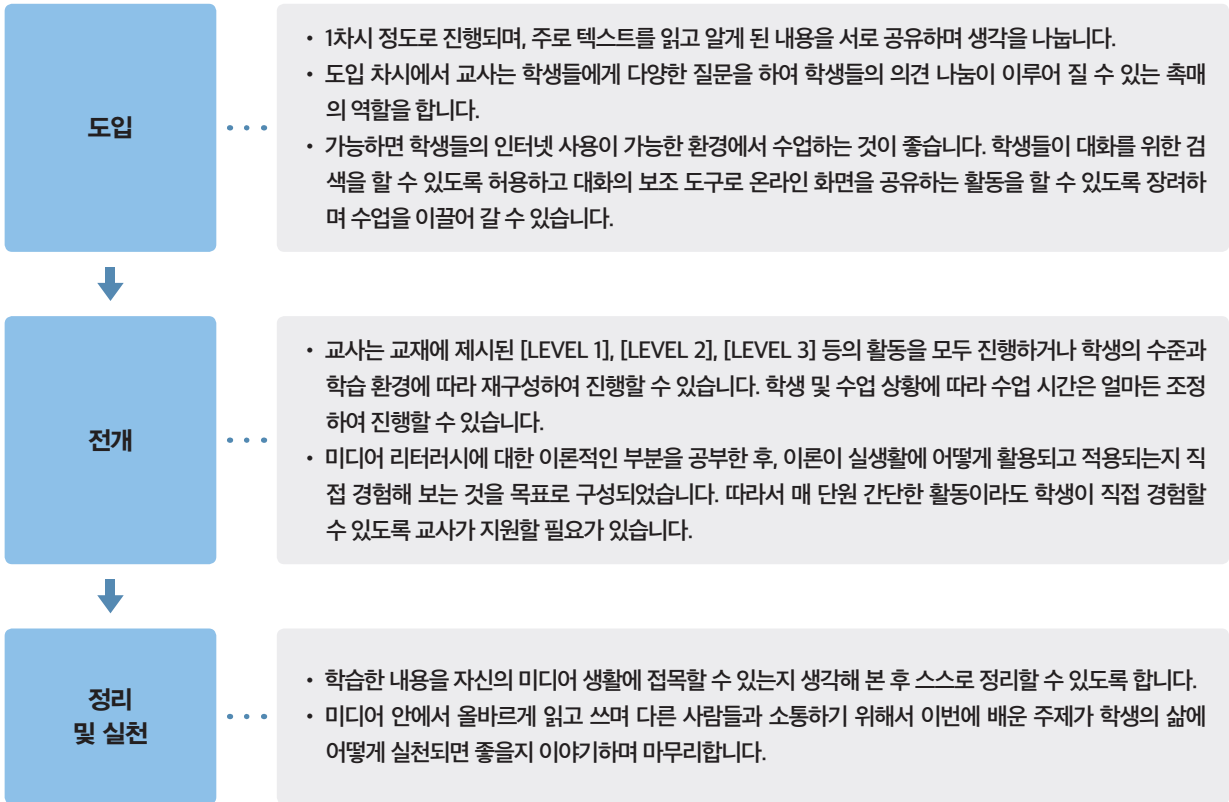 도입
• 1차시 정도로 진행되며, 주로 텍스트를 읽고 알게 된 내용을 서로 공유하며 생각을 나눕니다.
• 도입 차시에서 교사는 학생들에게 다양한 질문을 하여 학생들의 의견 나눔이 이루어 질 수 있는 촉매
의 역할을 합니다.
• 가능하면 학생들의 인터넷 사용이 가능한 환경에서 수업하는 것이 좋습니다. 학생들이 대화를 위한 검
색을 할 수 있도록 허용하고 대화의 보조 도구로 온라인 화면을 공유하는 활동을 할 수 있도록 장려하
며 수업을 이끌어 갈 수 있습니다.
전개
• 교사는 교재에 제시된 [LEVEL 1], [LEVEL 2], [LEVEL 3] 등의 활동을 모두 진행하거나 학생의 수준과
학습 환경에 따라 재구성하여 진행할 수 있습니다. 학생 및 수업 상황에 따라 수업 시간은 얼마든 조정
하여 진행할 수 있습니다.
• 미디어 리터러시에 대한 이론적인 부분을 공부한 후, 이론이 실생활에 어떻게 활용되고 적용되는지 직
접 경험해 보는 것을 목표로 구성되었습니다. 따라서 매 단원 간단한 활동이라도 학생이 직접 경험할
수 있도록 교사가 지원할 필요가 있습니다.
정리
및 실천
• 학습한 내용을 자신의 미디어 생활에 접목할 수 있는지 생각해 본 후 스스로 정리할 수 있도록 합니다.
• 미디어 안에서 올바르게 읽고 쓰며 다른 사람들과 소통하기 위해서 이번에 배운 주제가 학생의 삶에
어떻게 실천되면 좋을지 이야기하며 마무리합니다.